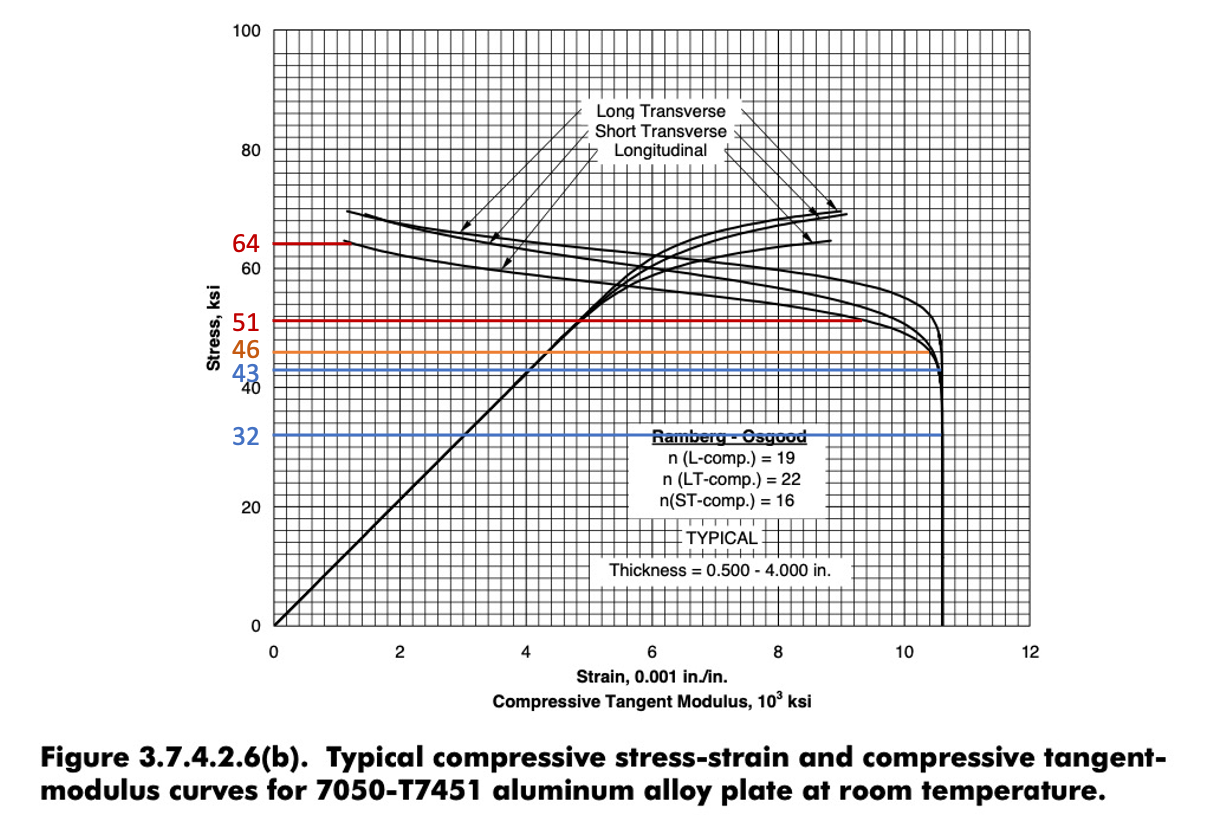 100
Long Transverse
Short Transverse
Longitudinal
80
64
60
Stress, ksi
51
46
43
40
32
Ramberg - Osgood
n (L-comp.) = 19
n (LT-comp.) = 22
n(ST-comp.) = 16
20
TYPICAL
Thickness = 0.500 - 4.000 in.
0
0 2 4 6 8 10 12
Strain, 0.001 in./in.
Compressive Tangent Modulus, 10³ ksi
Figure 3.7.4.2.6(b). Typical compressive stress-strain and compressive tangent-
modulus curves for 7050-T7451 aluminum alloy plate at room temperature.